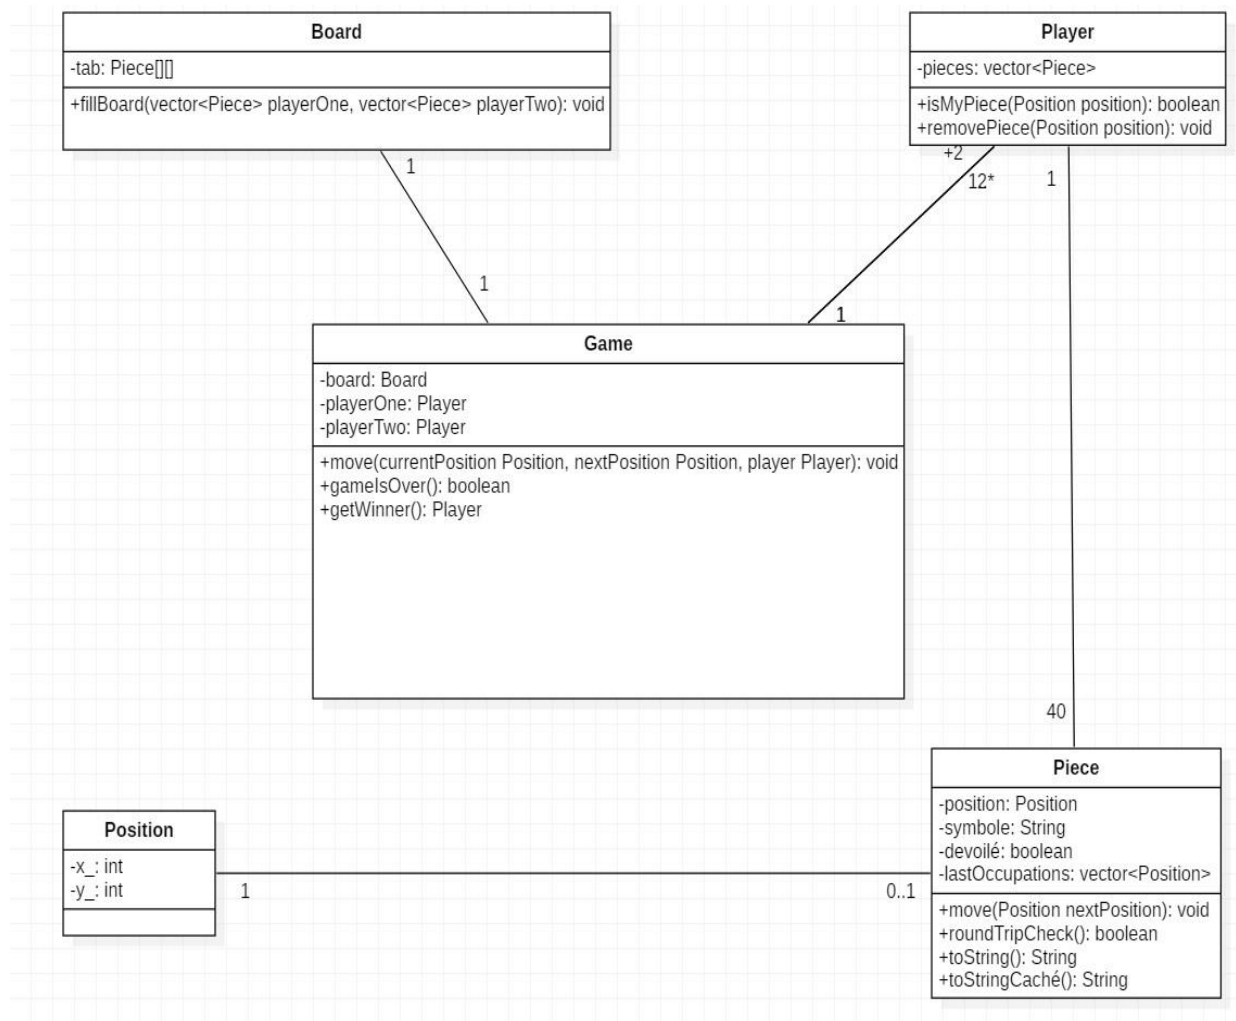 Board
-tab: Piece[][]
+fillBoard(vector<Piece> playerOne, vector<Piece> playerTwo): void
Player
-pieces: vector<Piece>
+isMyPiece(Position position): boolean
+removePiece(Position position): void
1
+2
12*
1
1
1
Game
-board: Board
-playerOne: Player
-playerTwo: Player
+move(currentPosition Position, nextPosition Position, player Player): void
+gameIsOver(): boolean
+getWinner(): Player
40
Piece
-position: Position
-symbole: String
-devoilé: boolean
-lastOccupations: vector<Position>
+move(Position nextPosition): void
+roundTripCheck(): boolean
+toString(): String
+toStringCaché(): String
Position
-x_: int
-y_: int
1
0..1